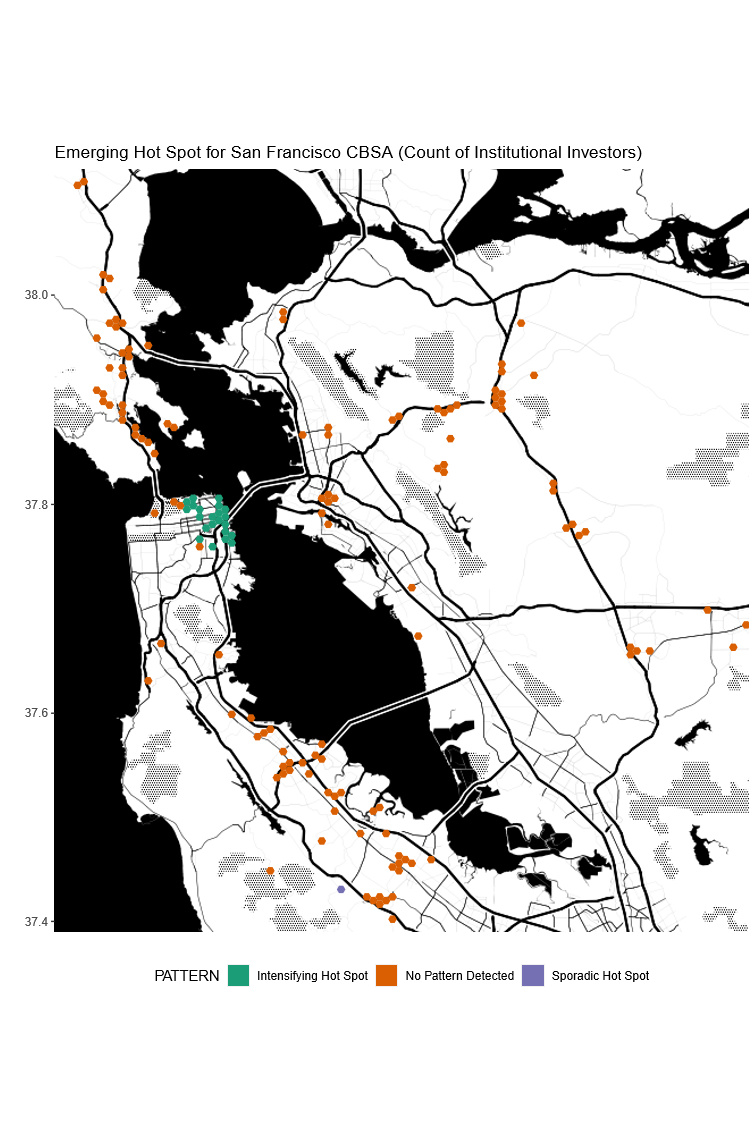 Emerging Hot Spot for San Francisco CBSA (Count of Institutional Investors)
38.0
37.8
37.6
37.4
PATTERN Intensifying Hot Spot No Pattern Detected Sporadic Hot Spot